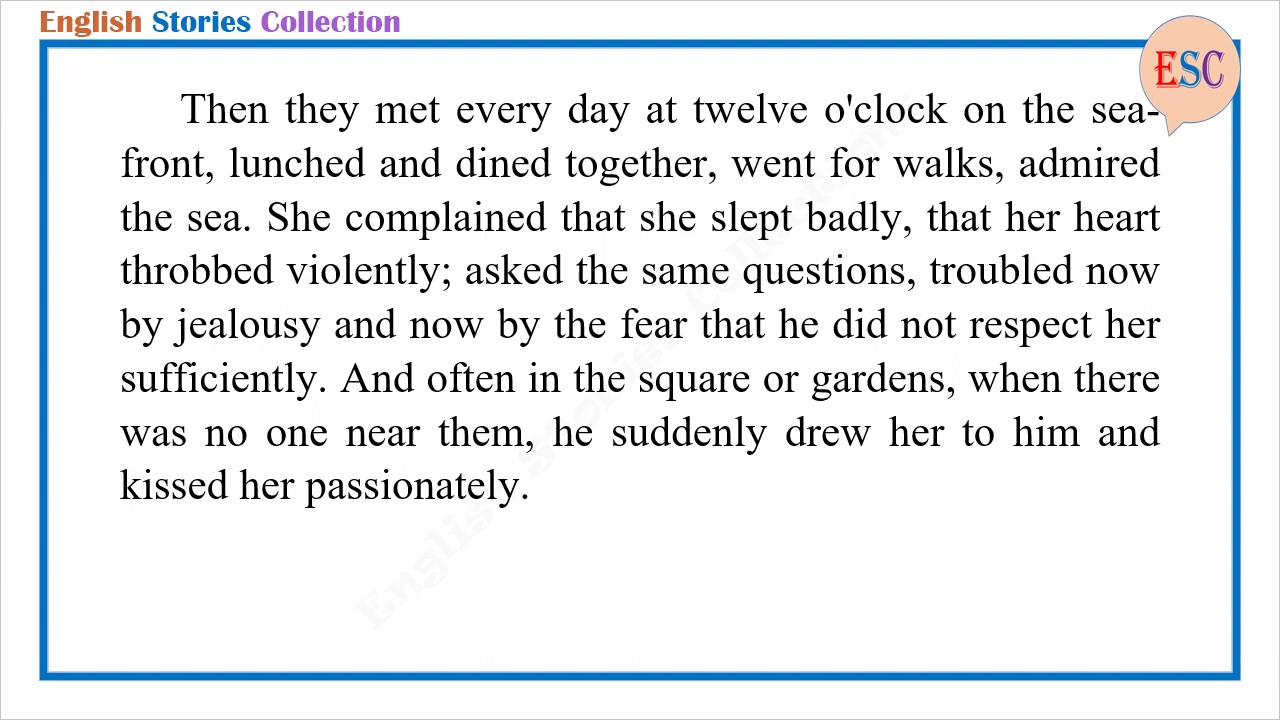 English Stories Collection
ESC
Then they met every day at twelve o'clock on the sea-
front, lunched and dined together, went for walks, admired
the sea. She complained that she slept badly, that her heart
throbbed violently; asked the same questions, troubled now
by jealousy and now by the fear that he did not respect her
sufficiently. And often in the square or gardens, when there
was no one near them, he suddenly drew her to him and
kissed her passionately.
English Stories Collections